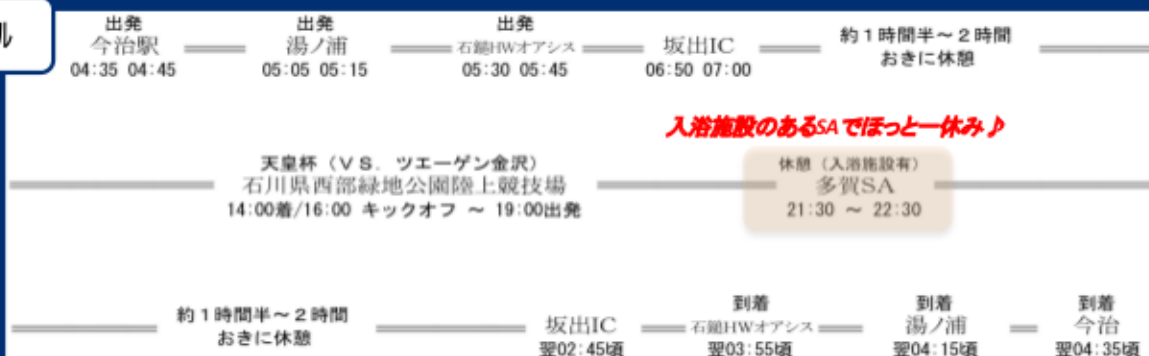 ル
出発 出発 出発
今治駅 湯ノ浦 石鎚HWオアシス 坂出IC 約1時間半～2時間
04:35 04:45 05:05 05:15 05:30 05:45 06:50 07:00 おきに休憩
入浴施設のあるSAでほっと一休み♪
天皇杯（ＶＳ．ツエーゲン金沢） 休憩（入浴施設有）
石川県西部緑地公園陸上競技場 多賀SA
14:00着/16:00 キックオフ ～ 19:00出発 21:30 ～ 22:30
約1時間半～2時間 到着 到着 到着
おきに休憩 坂出IC 石鎚HWオアシス 湯ノ浦 今治
翌02:45頃 翌03:55頃 翌04:15頃 翌04:35頃